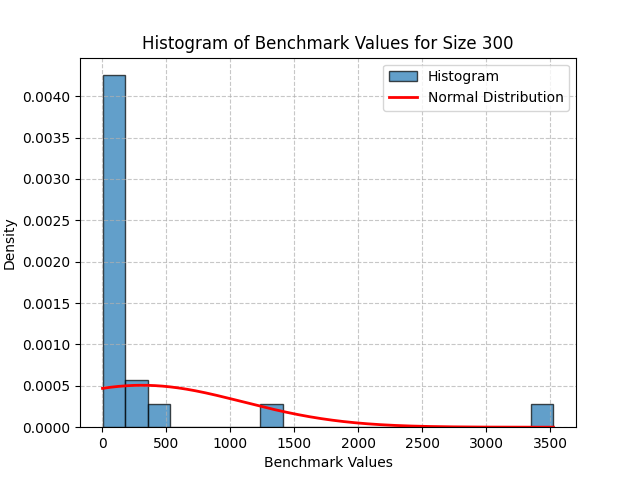 Histogram of Benchmark Values for Size 300
Histogram
Normal Distribution
0.0040
0.0035
0.0030
0.0025
0.0020
0.0015
0.0010
0.0005
0.0000
Density
0 500 1000 1500 2000 2500 3000 3500
Benchmark Values